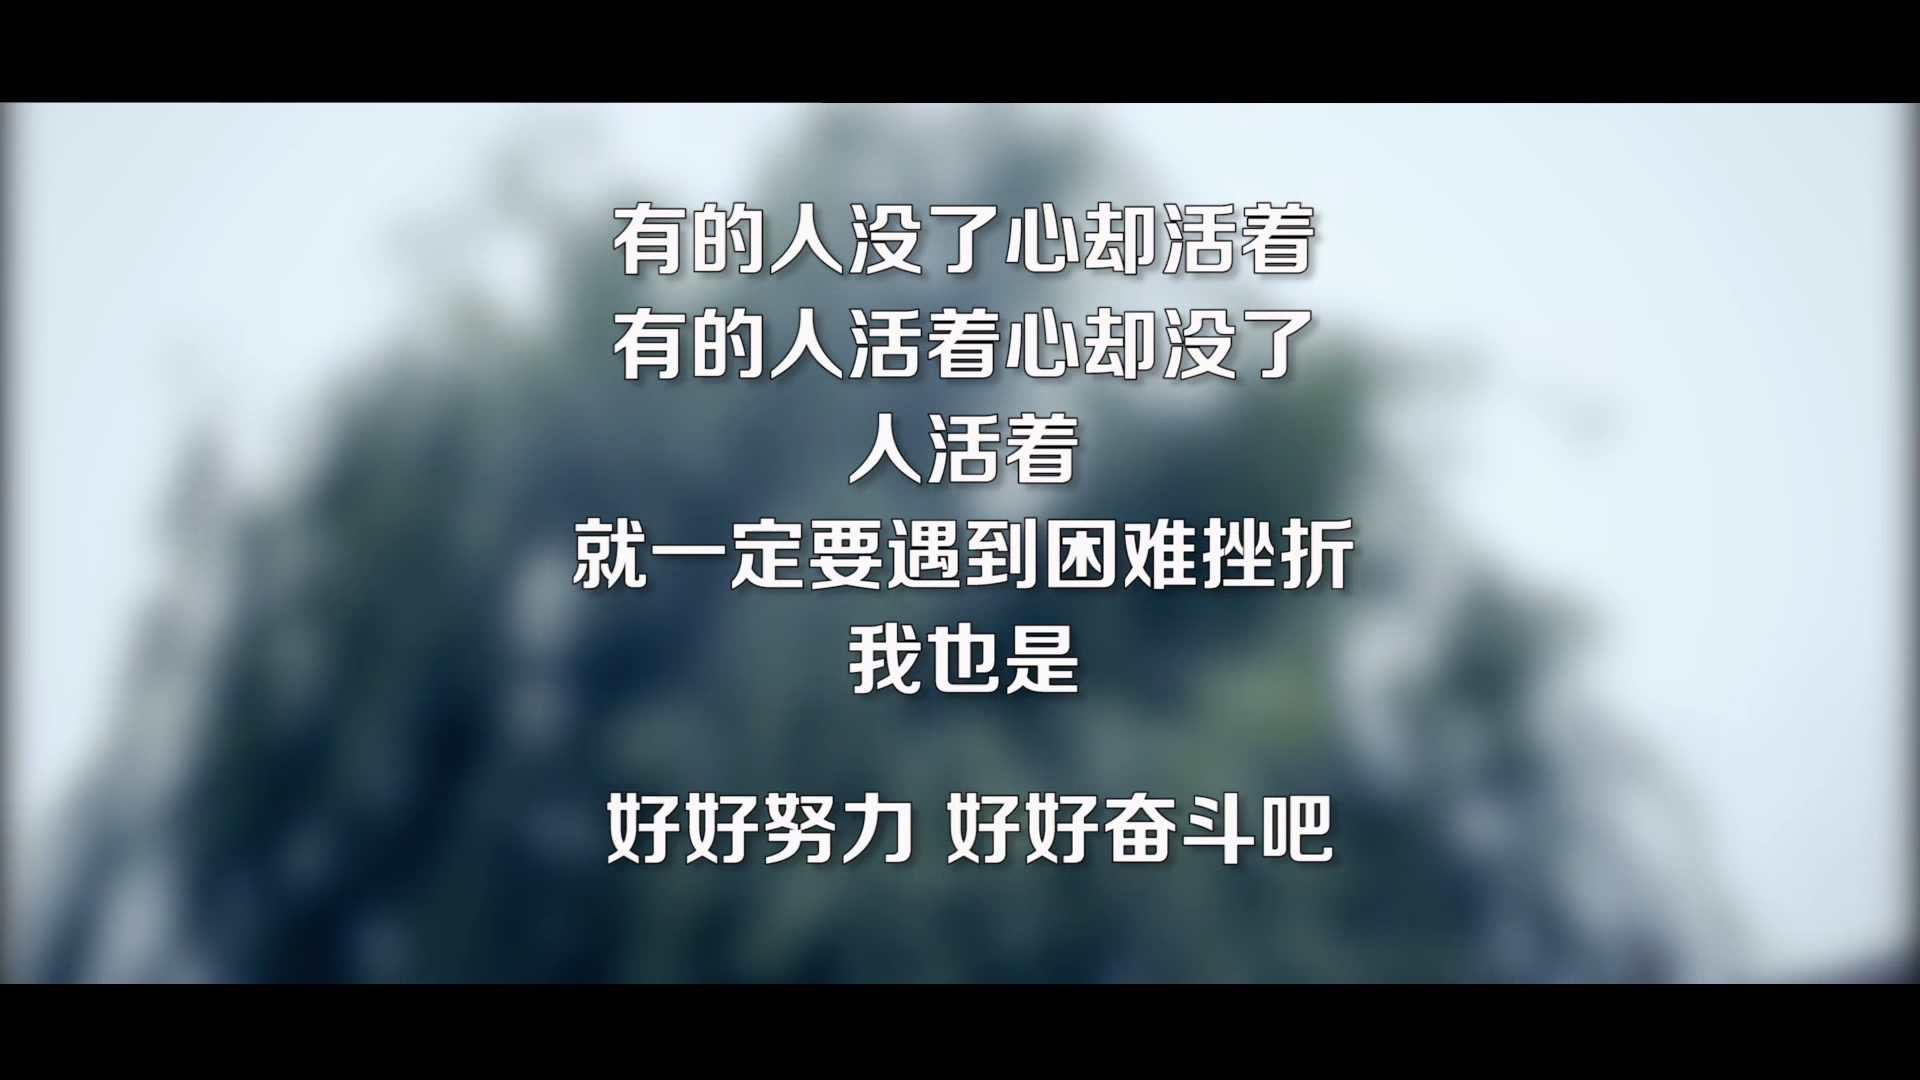 有的人没了心却活着
有的人活着心却没了
人活着
就一定要遇到困难挫折
我也是
好好努力 好好奋斗吧